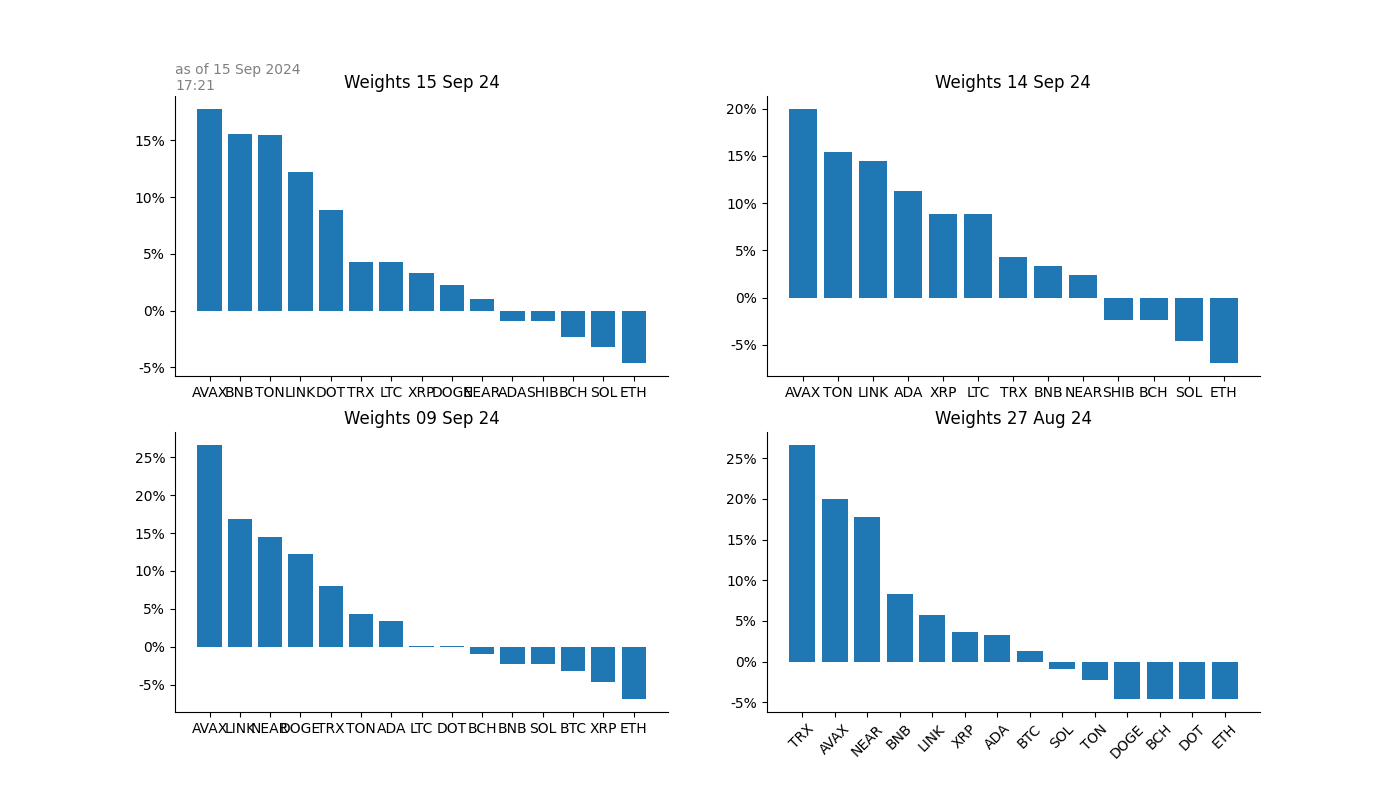 as of 15 Sep 2024
17:21
Weights 15 Sep 24
15%
10%
5%
0%
-5%
AVAX BNB TON LINK DOT TRX LTC XRP DOGE NEAR ADA SHIB BCH SOL ETH
Weights 14 Sep 24
20%
15%
10%
5%
0%
-5%
AVAX TON LINK ADA XRP LTC TRX BNB NEAR SHIB BCH SOL ETH
Weights 09 Sep 24
25%
20%
15%
10%
5%
0%
-5%
AVAX LINK NEAR DOGE TRX TON ADA LTC DOT BCH BNB SOL BTC XRP ETH
Weights 27 Aug 24
25%
20%
15%
10%
5%
0%
-5%
TRX AVAX NEAR BNB LINK XRP ADA BTC SOL TON DOGE BCH DOT ETH